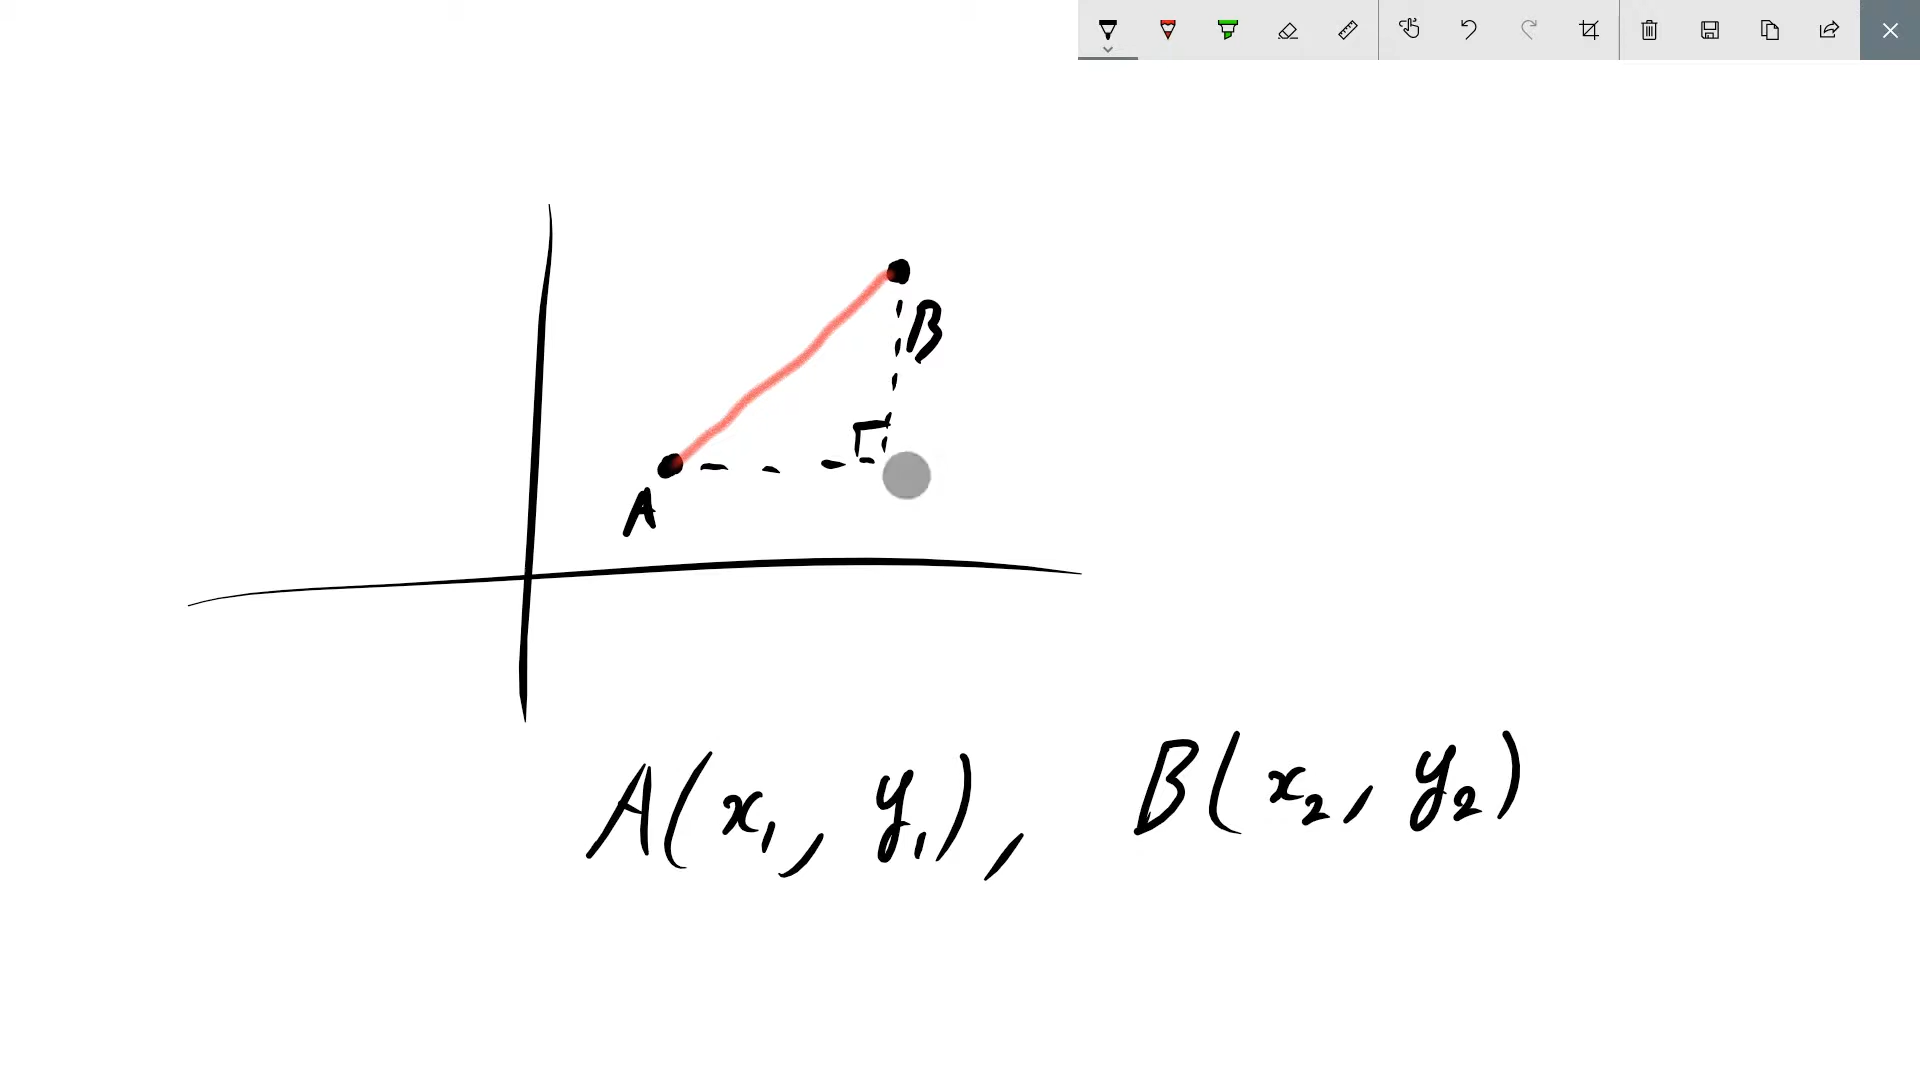 B
A
A(x₁, y₁), B(x₂, y₂)